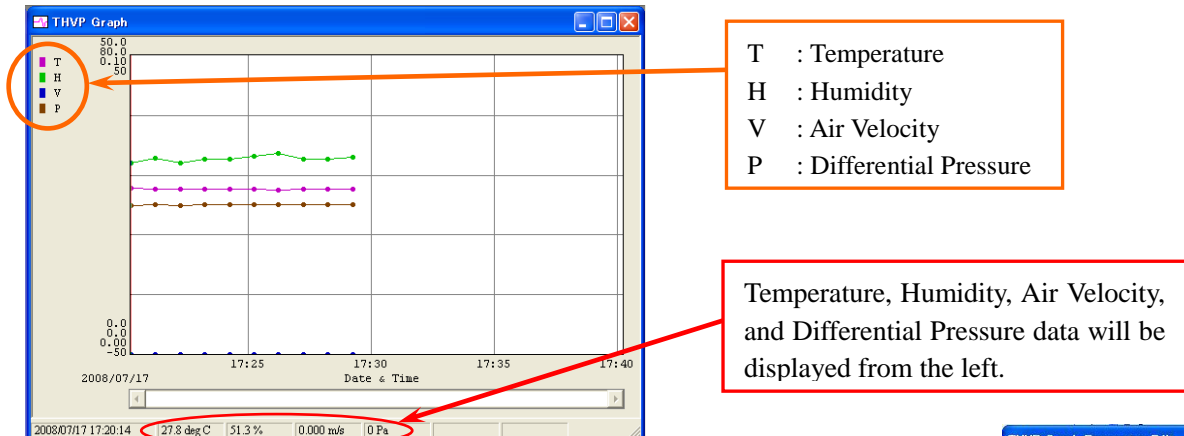 THVP Graph
50.0
80.0
0.10
50
T
H
V
P
0.0
0.0
0.00
-50
17:25 17:30 17:35 17:40
2008/07/17 Date & Time
2008/07/17 17:20:14 27.8 deg C 51.3 % 0.000 m/s 0 Pa
T : Temperature
H : Humidity
V : Air Velocity
P : Differential Pressure
Temperature, Humidity, Air Velocity,
and Differential Pressure data will be
displayed from the left.